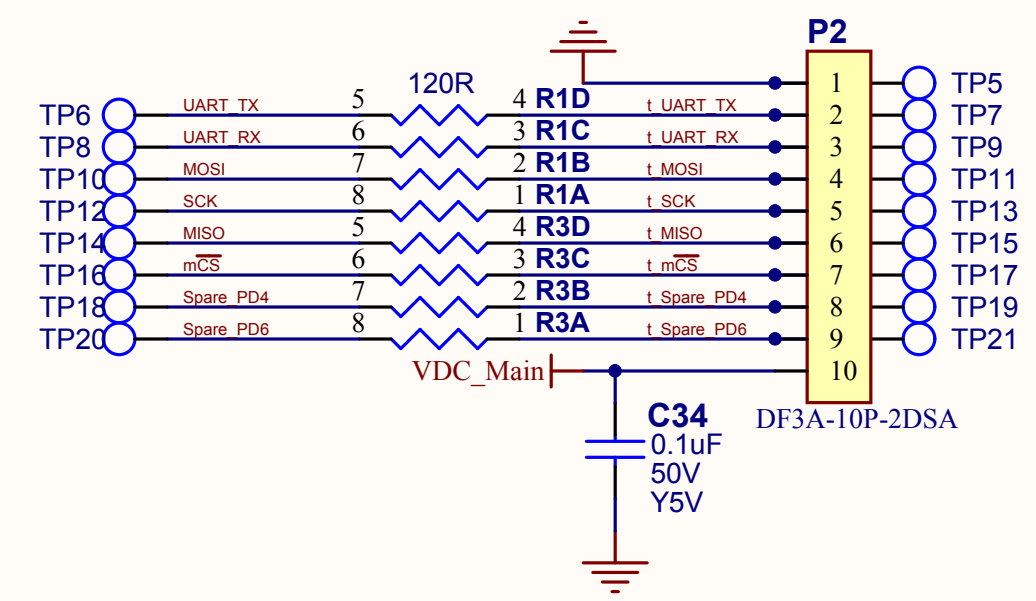 P2
120R
1 TP5
TP6 UART_TX 5 4 R1D t_UART_TX 2 TP7
TP8 UART_RX 6 3 R1C t_UART_RX 3 TP9
TP10 MOSI 7 2 R1B t_MOSI 4 TP11
TP12 SCK 8 1 R1A t_SCK 5 TP13
TP14 MISO 5 4 R3D t_MISO 6 TP15
TP16 mC̅S̅ 6 3 R3C t_mC̅S̅ 7 TP17
TP18 Spare_PD4 7 2 R3B t_Spare_PD4 8 TP19
TP20 Spare_PD6 8 1 R3A t_Spare_PD6 9 TP21
VDC_Main 10
C34 DF3A-10P-2DSA
0.1uF
50V
Y5V